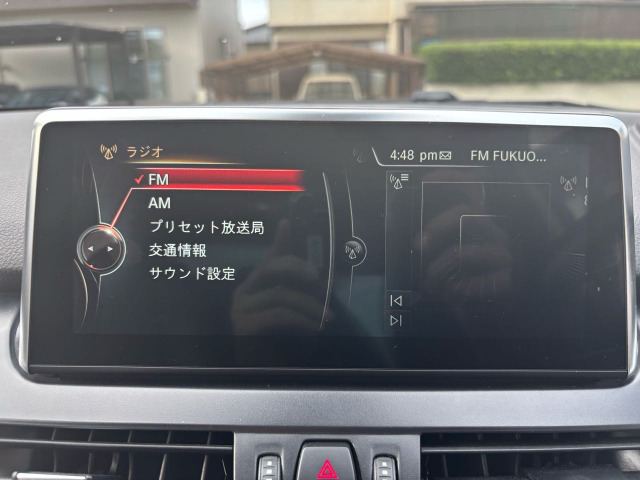 ラジオ
4:48 pm
FM FUKUO...
FM
AM
プリセット放送局
交通情報
サウンド設定